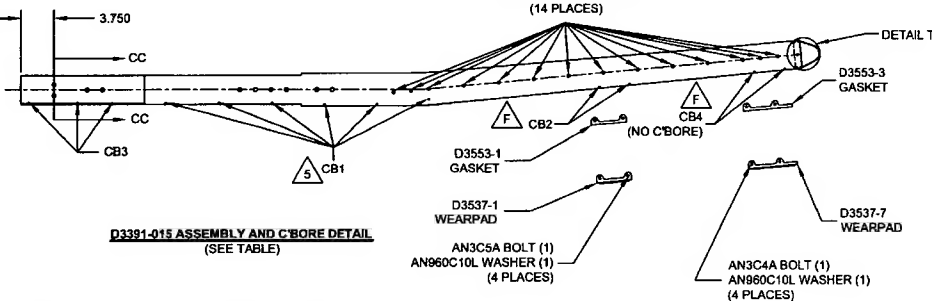 (14 PLACES)
3.750
CC
DETAIL T
D3553-3
GASKET
F
F
CB2
CB4
(NO C'BORE)
CC
CB3
5
CB1
D3553-1
GASKET
D3537-1
WEARPAD
D3537-7
WEARPAD
D3391-015 ASSEMBLY AND C'BORE DETAIL
(SEE TABLE)
AN3C5A BOLT (1)
AN960C10L WASHER (1)
(4 PLACES)
AN3C4A BOLT (1)
AN960C10L WASHER (1)
(4 PLACES)